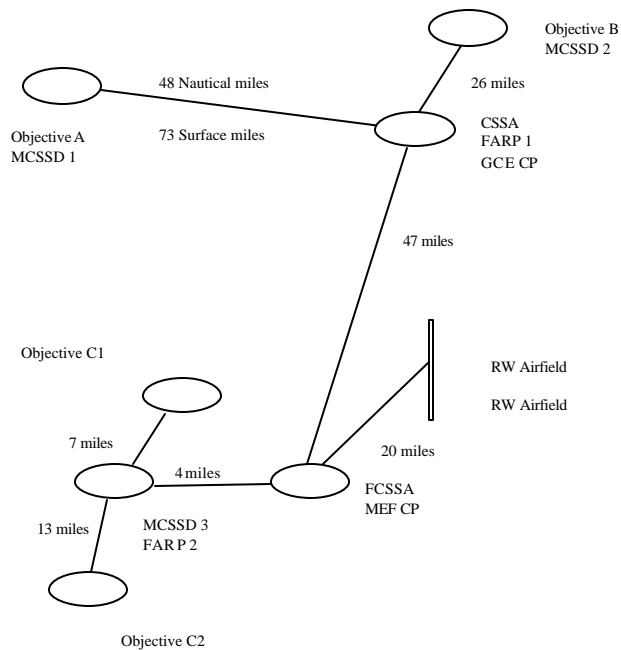 Objective B
MCSSD 2
48 Nautical miles
26 miles
73 Surface miles
Objective A
MCSSD 1
CSSA
FARP 1
GCE CP
47 miles
Objective C1
RW Airfield
RW Airfield
7 miles
20 miles
4 miles
FCSSA
MEF CP
13 miles
MCSSD 3
FARP 2
Objective C2